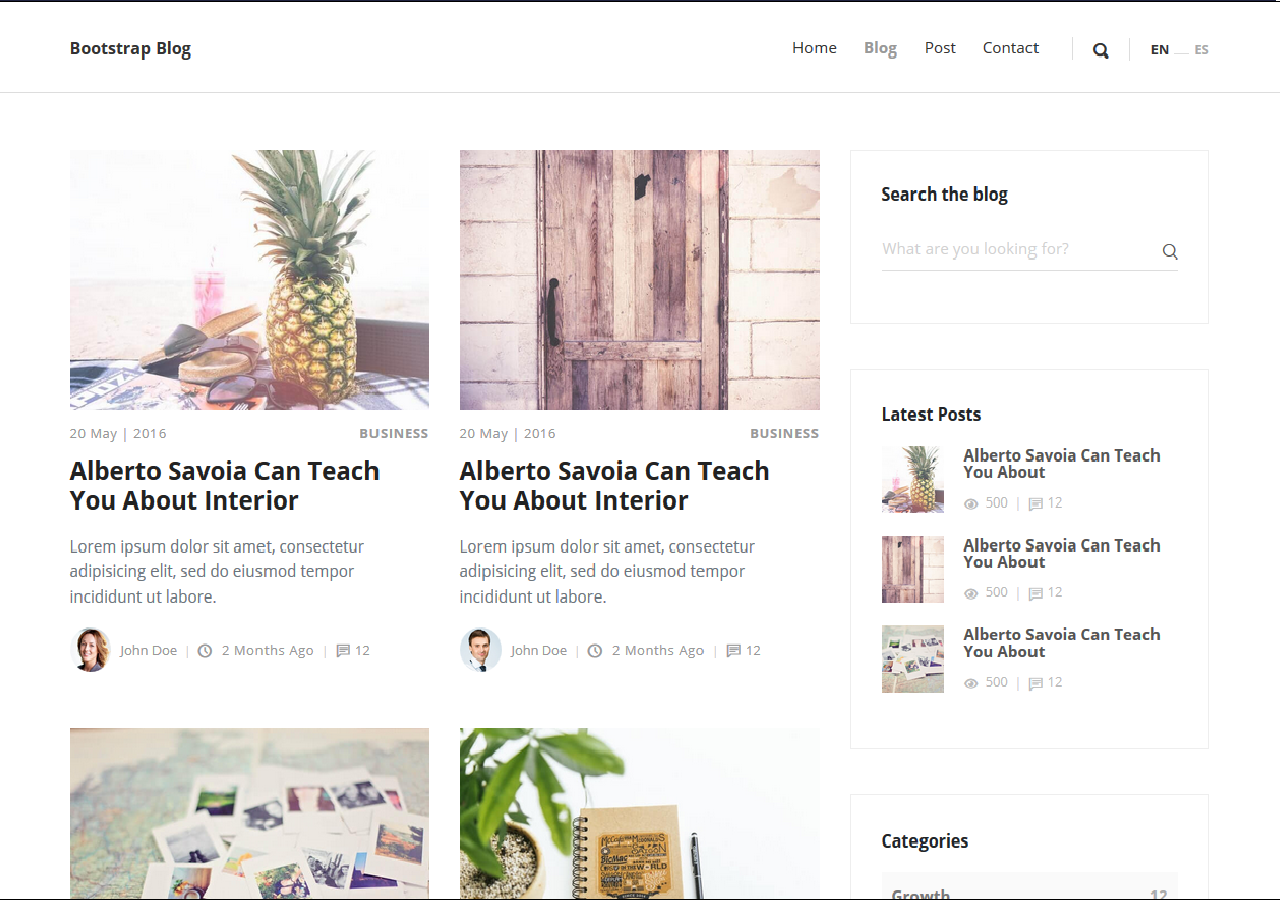 Bootstrap Blog
Home Blog Post Contact EN ES
20 May | 2016 BUSINESS
Alberto Savoia Can Teach
You About Interior
Lorem ipsum dolor sit amet, consectetur
adipisicing elit, sed do eiusmod tempor
incididunt ut labore.
John Doe | 2 Months Ago | 12
20 May | 2016 BUSINESS
Alberto Savoia Can Teach
You About Interior
Lorem ipsum dolor sit amet, consectetur
adipisicing elit, sed do eiusmod tempor
incididunt ut labore.
John Doe | 2 Months Ago | 12
Search the blog
What are you looking for?
Latest Posts
Alberto Savoia Can Teach
You About
500 | 12
Alberto Savoia Can Teach
You About
500 | 12
Alberto Savoia Can Teach
You About
500 | 12
Categories
Growth 12